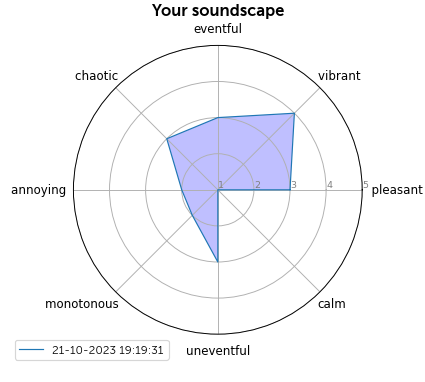 Your soundscape
eventful
chaotic
vibrant
annoying
1 2 3 4 5
pleasant
monotonous
calm
uneventful
21-10-2023 19:19:31